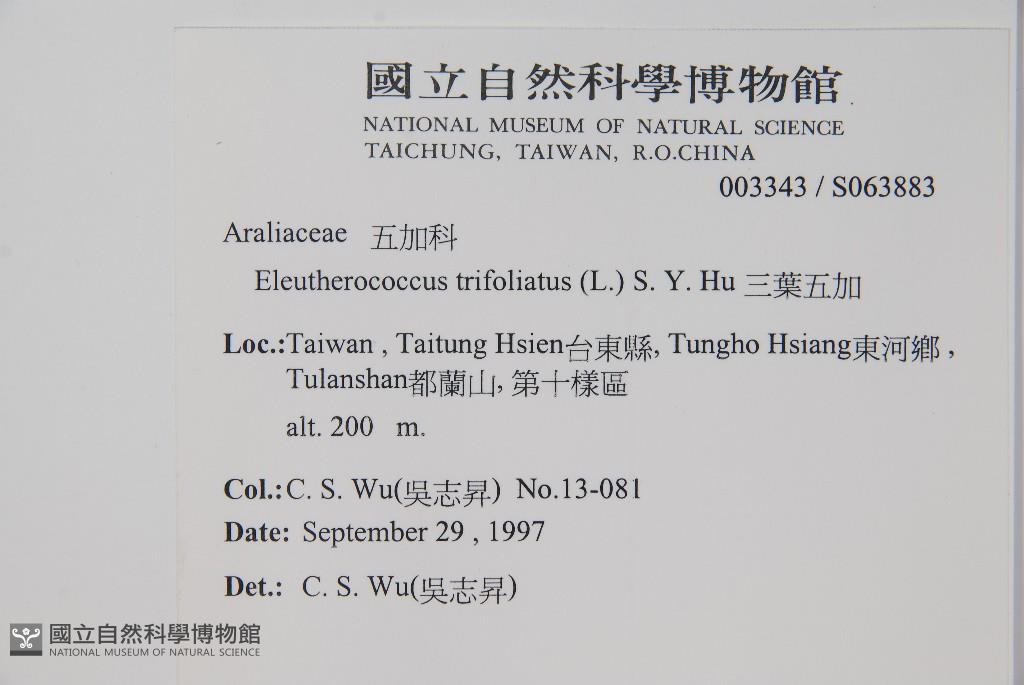 國立自然科學博物館
NATIONAL MUSEUM OF NATURAL SCIENCE
TAICHUNG, TAIWAN, R.O.CHINA
003343 / S063883
Araliaceae 五加科
Eleutherococcus trifoliatus (L.) S. Y. Hu 三葉五加
Loc.:Taiwan , Taitung Hsien台東縣, Tungho Hsiang東河鄉 ,
Tulanshan都蘭山, 第十樣區
alt. 200 m.
Col.:C. S. Wu(吳志昇) No.13-081
Date: September 29 , 1997
Det.: C. S. Wu(吳志昇)
國立自然科學博物館
NATIONAL MUSEUM OF NATURAL SCIENCE